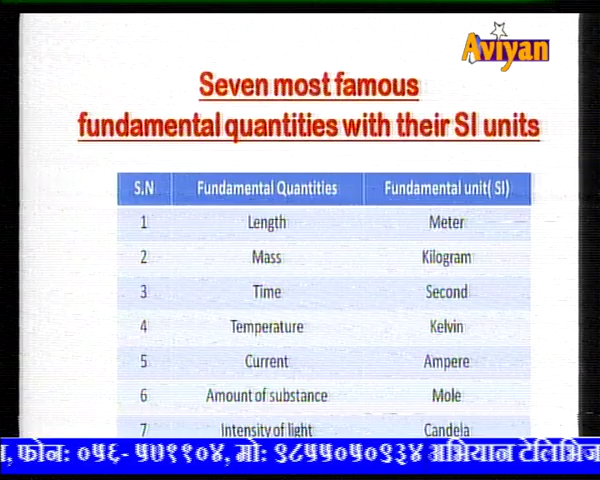 Aviyan
Seven most famous
fundamental quantities with their SI units
S.N Fundamental Quantities Fundamental unit( SI)
1 Length Meter
2 Mass Kilogram
3 Time Second
4 Temperature Kelvin
5 Current Ampere
6 Amount of substance Mole
7 Intensity of light Candela
फोनः ०५६- ५७११०४, मोः ९८५५०५०९३४ अभियान टेलिभिज